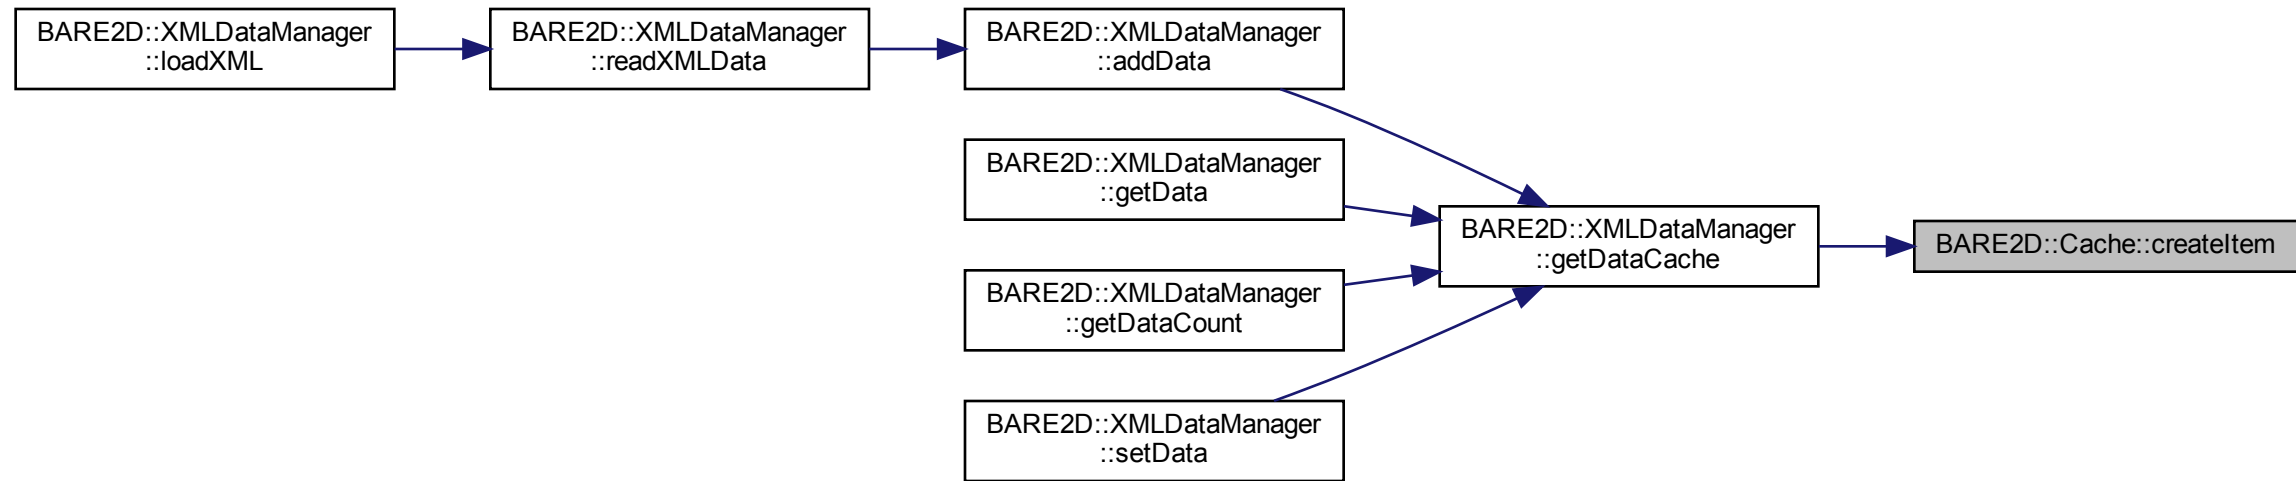 BARE2D::XMLDataManager
::loadXML
BARE2D::XMLDataManager
::readXMLData
BARE2D::XMLDataManager
::addData
BARE2D::XMLDataManager
::getData
BARE2D::XMLDataManager
::getDataCount
BARE2D::XMLDataManager
::setData
BARE2D::XMLDataManager
::getDataCache
BARE2D::Cache::createItem